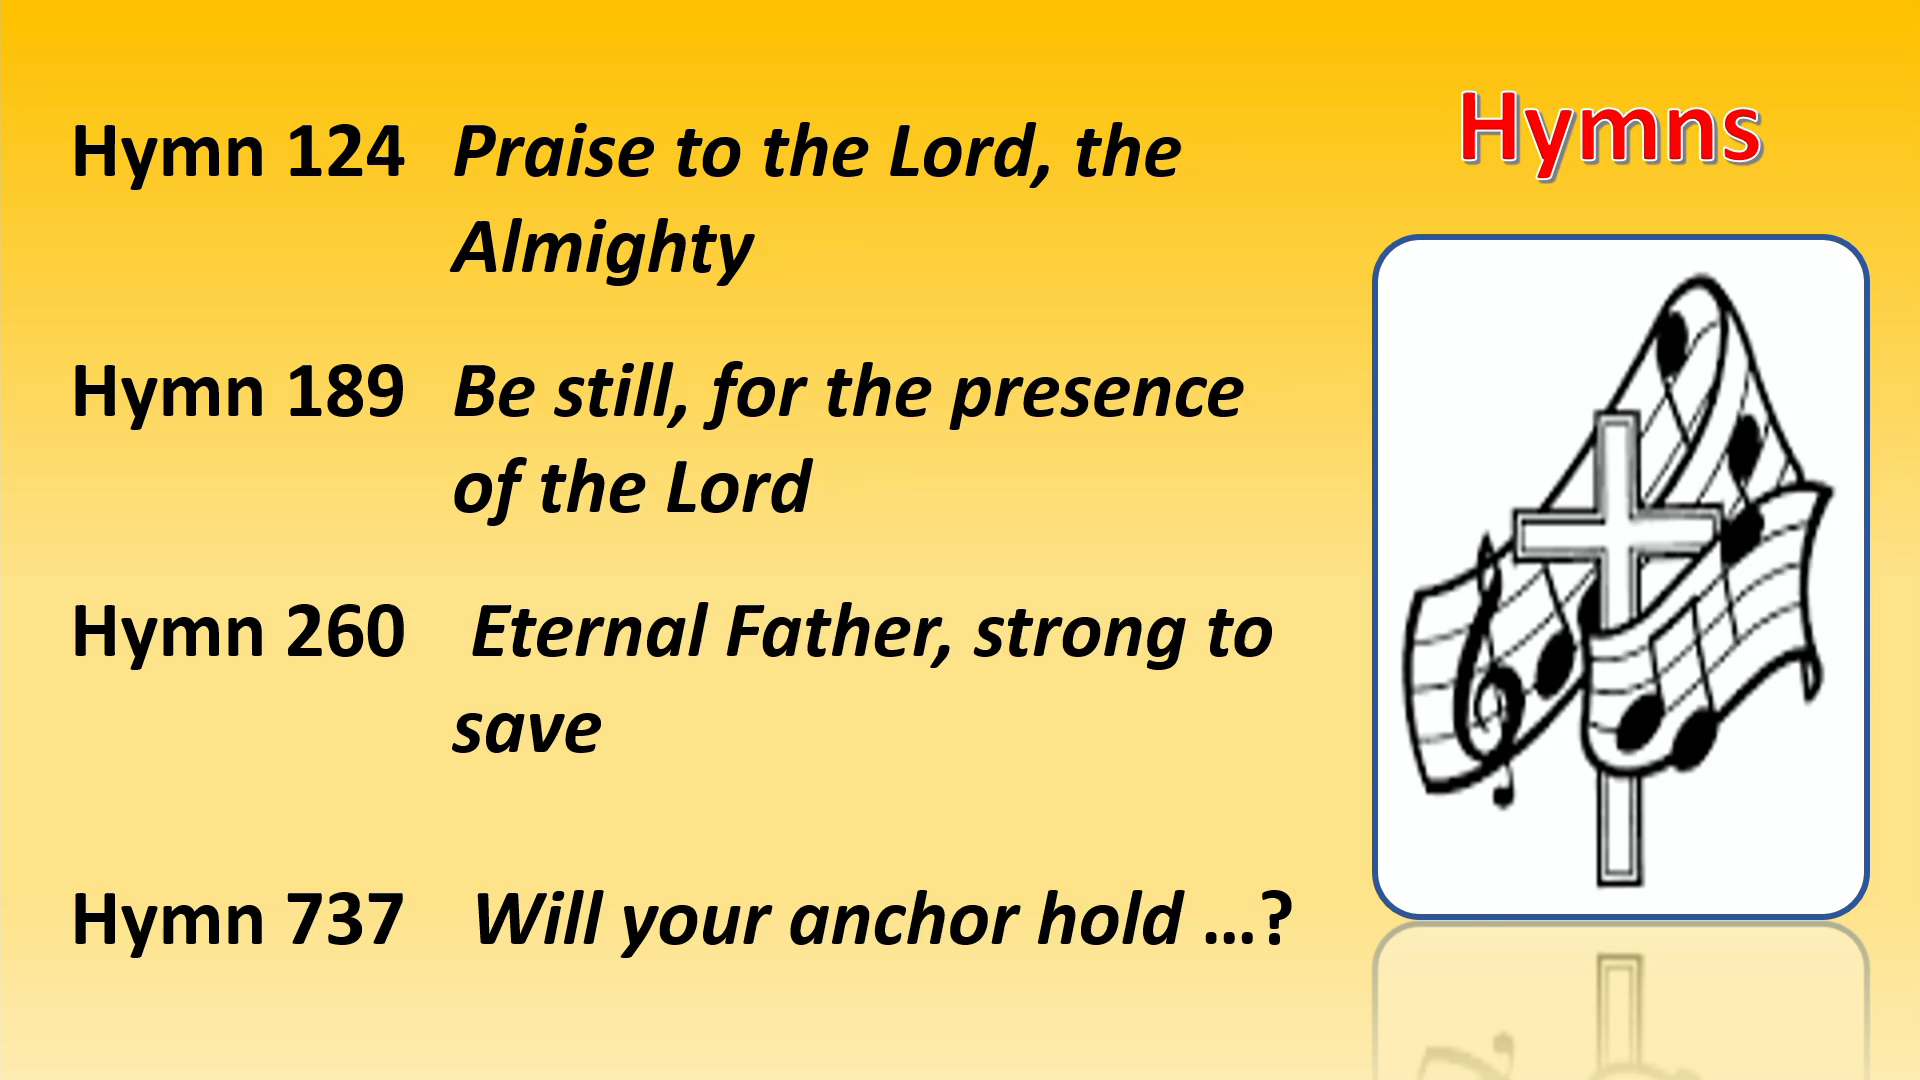 Hymns
Hymn 124 Praise to the Lord, the
Almighty
Hymn 189 Be still, for the presence
of the Lord
Hymn 260 Eternal Father, strong to
save
Hymn 737 Will your anchor hold …?